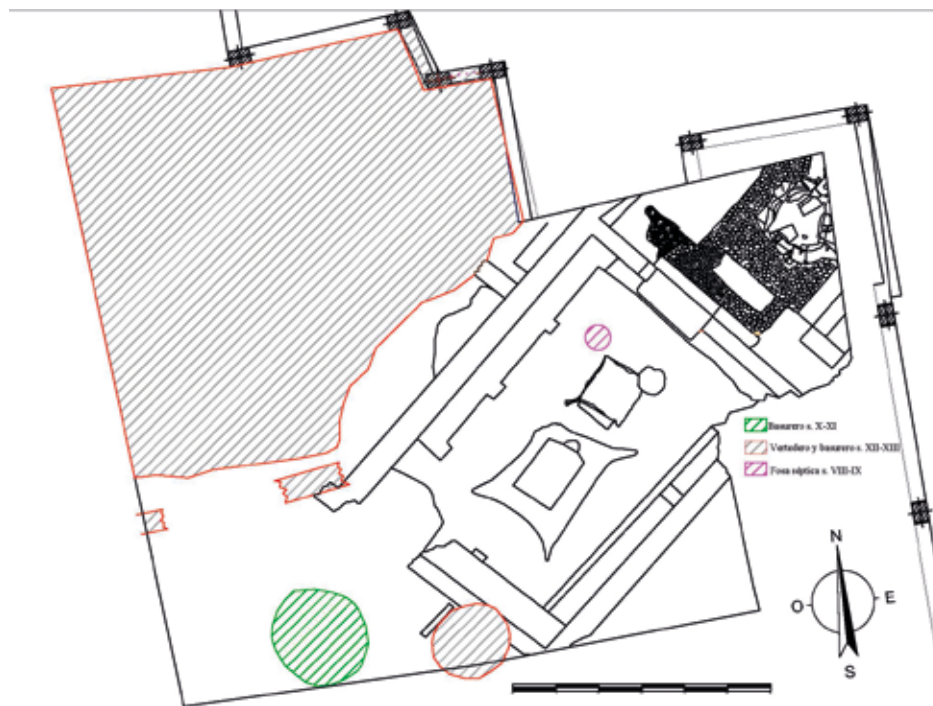 Basurero s. X-XI
Vertedero y basurero s. XII-XIII
Fosa séptica s. VIII-IX
N
O
E
S